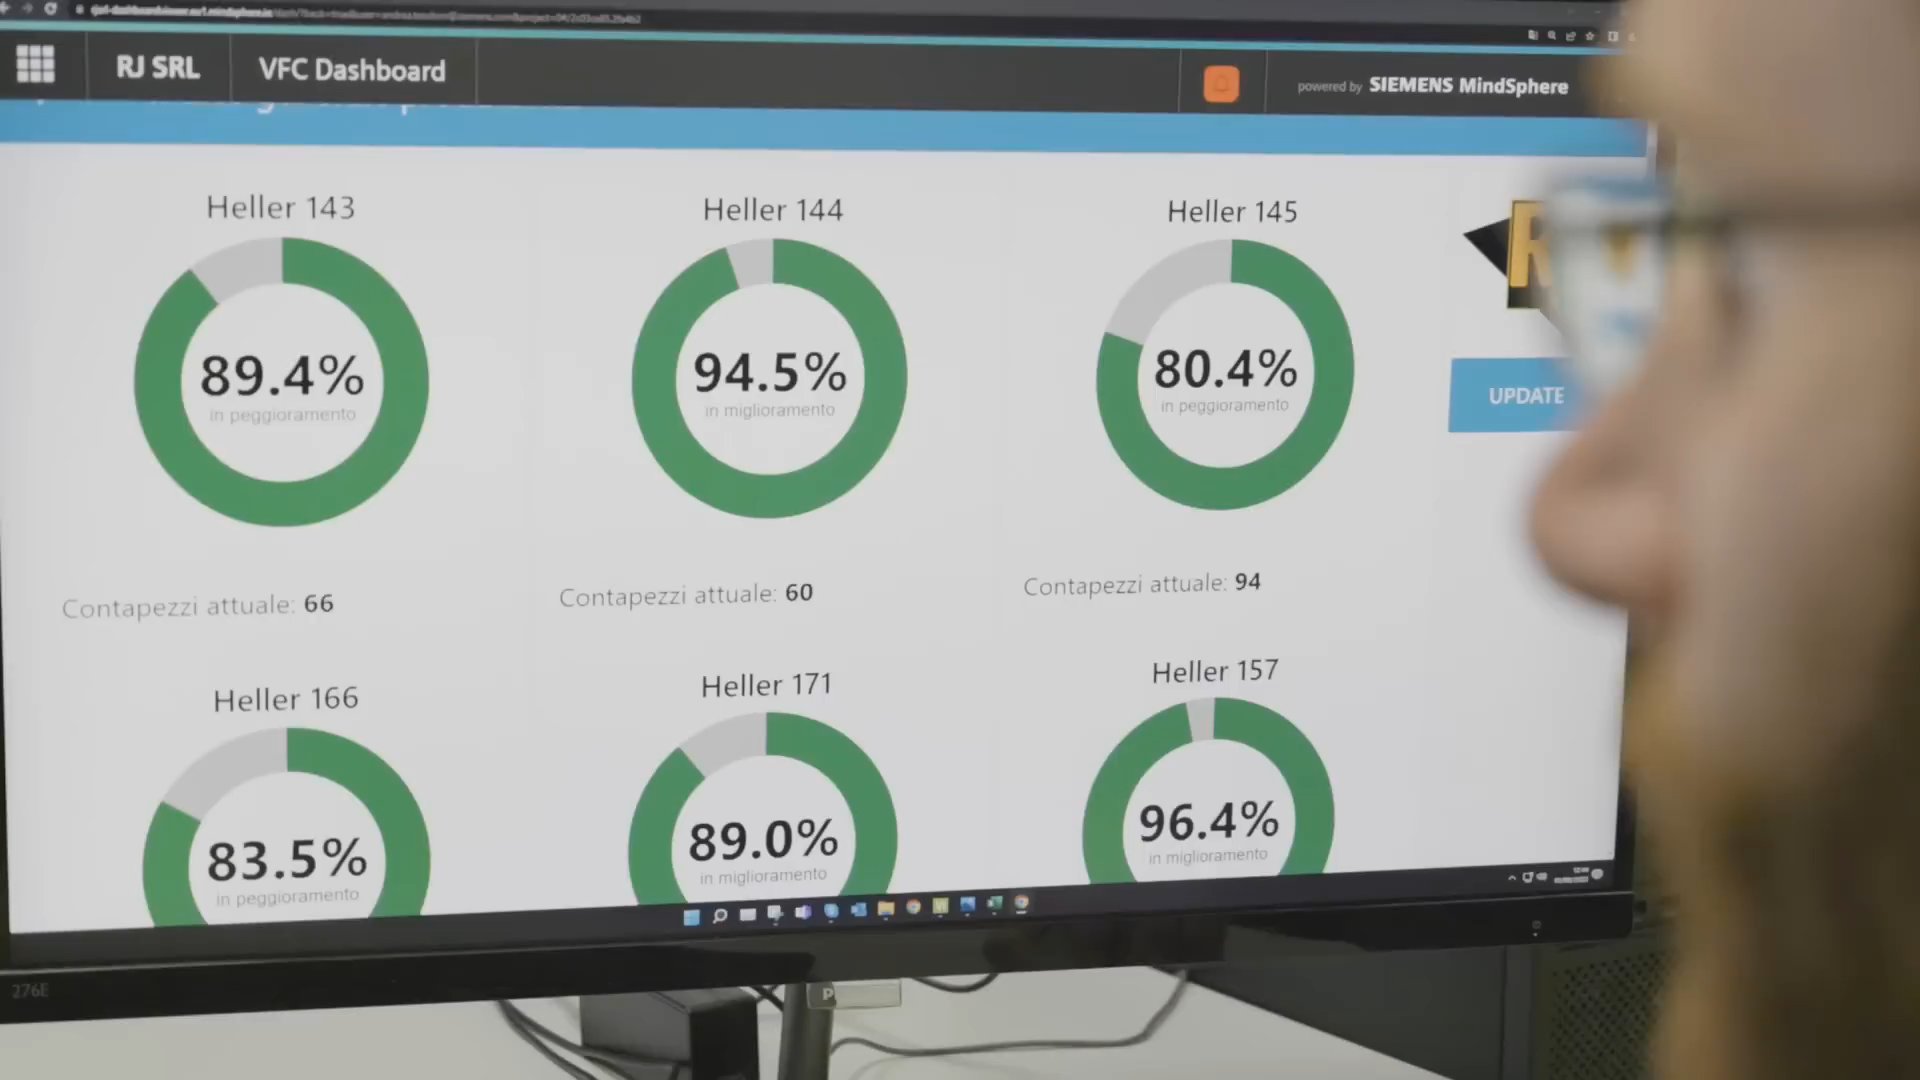 RJ SRL
VFC Dashboard
powered by SIEMENS MindSphere
Heller 143
Heller 144
Heller 145
89.4%
in peggioramento
94.5%
in miglioramento
80.4%
in peggioramento
R
UPDATE
Contapezzi attuale: 66
Contapezzi attuale: 60
Contapezzi attuale: 94
Heller 166
Heller 171
Heller 157
83.5%
in peggioramento
89.0%
in miglioramento
96.4%
in miglioramento
276E
P